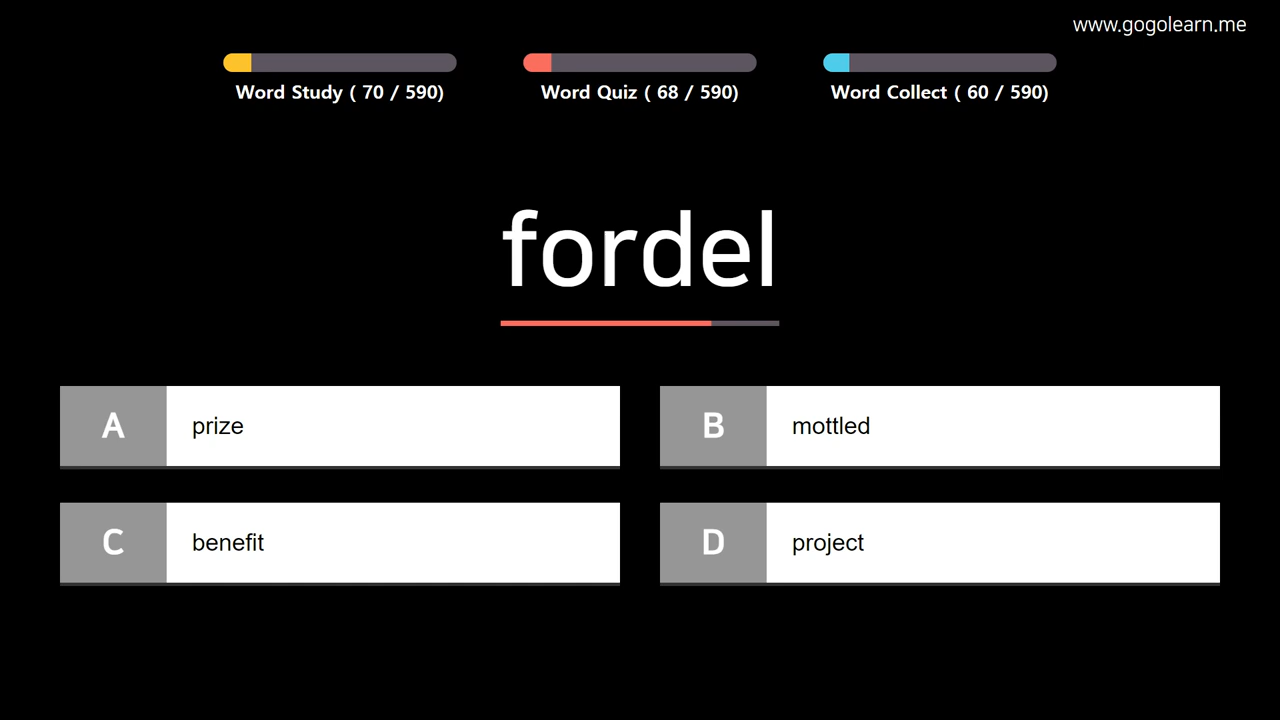 www.gogolearn.me
Word Study ( 70 / 590)
Word Quiz ( 68 / 590)
Word Collect ( 60 / 590)
fordel
A prize
B mottled
C benefit
D project